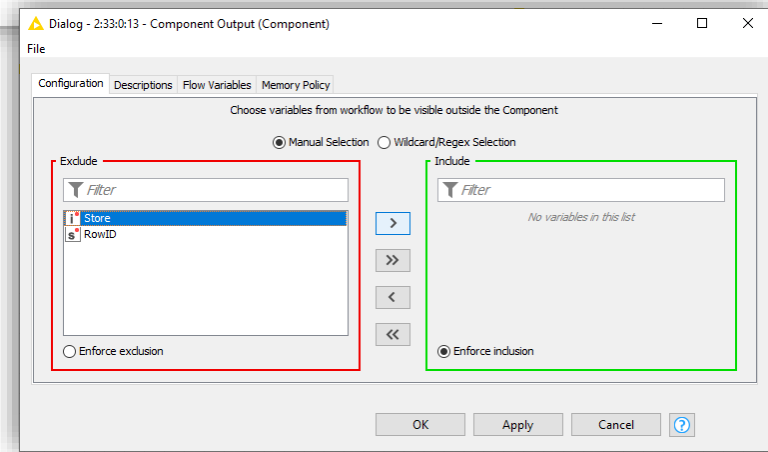 Dialog - 2:33:0:13 - Component Output (Component)
File
Configuration Descriptions Flow Variables Memory Policy
Choose variables from workflow to be visible outside the Component
Manual Selection Wildcard/Regex Selection
Exclude Include
Filter Filter
i Store No variables in this list
s RowID
>
>>
<
<<
Enforce exclusion Enforce inclusion
OK Apply Cancel ?